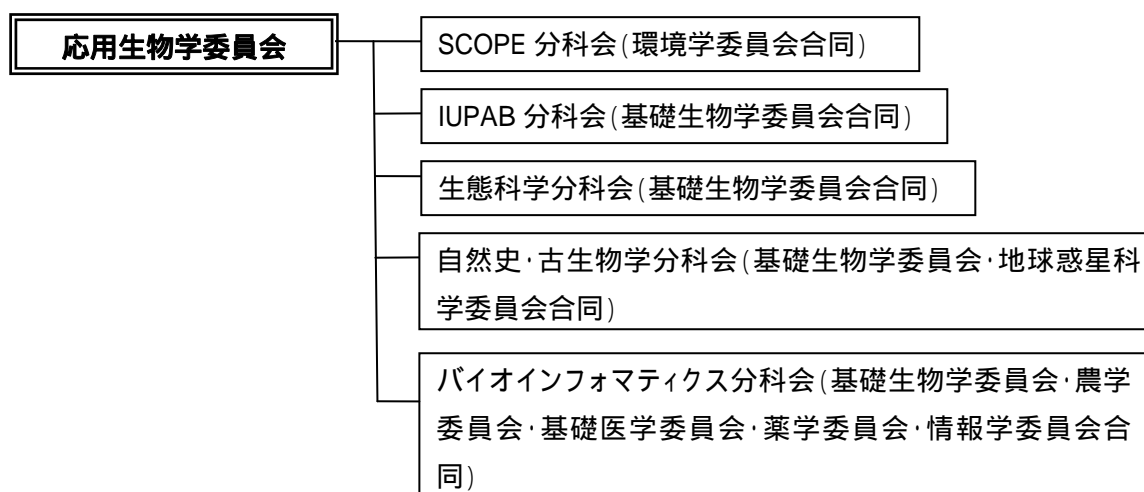 応用生物学委員会
SCOPE 分科会(環境学委員会合同)
IUPAB 分科会(基礎生物学委員会合同)
生態科学分科会(基礎生物学委員会合同)
自然史･古生物学分科会(基礎生物学委員会･地球惑星科
学委員会合同)
バイオインフォマティクス分科会(基礎生物学委員会･農学
委員会･基礎医学委員会･薬学委員会･情報学委員会合
同)